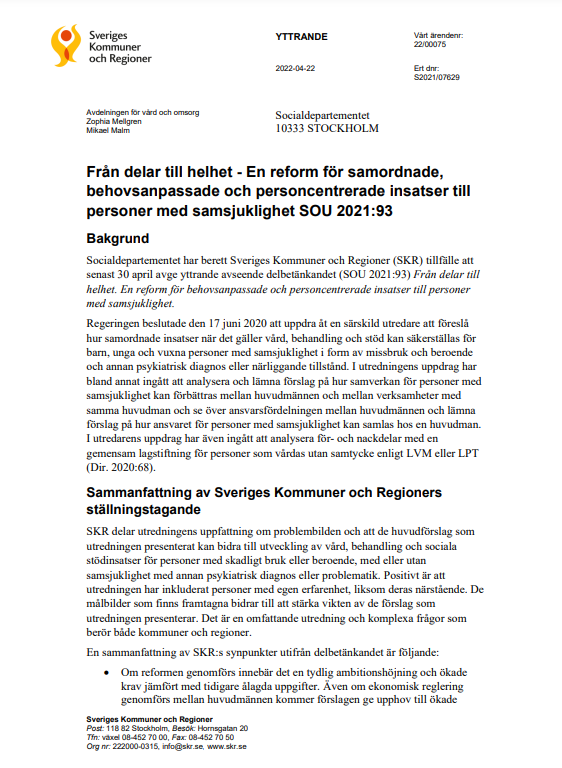 Sveriges
Kommuner
och Regioner
YTTRANDE
2022-04-22
Vårt ärendenr:
22/00075
Ert dnr:
S2021/07629
Avdelningen för vård och omsorg
Zophia Mellgren
Mikael Malm
Socialdepartementet
10333 STOCKHOLM
Från delar till helhet - En reform för samordnade,
behovsanpassade och personcentrerade insatser till
personer med samsjuklighet SOU 2021:93
Bakgrund
Socialdepartementet har berett Sveriges Kommuner och Regioner (SKR) tillfälle att
senast 30 april avge yttrande avseende delbetänkandet (SOU 2021:93) Från delar till
helhet. En reform för behovsanpassade och personcentrerade insatser till personer
med samsjuklighet.
Regeringen beslutade den 17 juni 2020 att uppdra åt en särskild utredare att föreslå
hur samordnade insatser när det gäller vård, behandling och stöd kan säkerställas för
barn, unga och vuxna personer med samsjuklighet i form av missbruk och beroende
och annan psykiatrisk diagnos eller närliggande tillstånd. I utredningens uppdrag har
bland annat ingått att analysera och lämna förslag på hur samverkan för personer med
samsjuklighet kan förbättras mellan huvudmännen och mellan verksamheter med
samma huvudman och se över ansvarsfördelningen mellan huvudmännen och lämna
förslag på hur ansvaret för personer med samsjuklighet kan samlas hos en huvudman.
I utredarens uppdrag har även ingått att analysera för- och nackdelar med en
gemensam lagstiftning för personer som vårdas utan samtycke enligt LVM eller LPT
(Dir. 2020:68).
Sammanfattning av Sveriges Kommuner och Regioners
ställningstagande
SKR delar utredningens uppfattning om problembilden och att de huvudförslag som
utredningen presenterat kan bidra till utveckling av vård, behandling och sociala
stödinsatser för personer med skadligt bruk eller beroende, med eller utan
samsjuklighet med annan psykiatrisk diagnos eller problematik. Positivt är att
utredningen har inkluderat personer med egen erfarenhet, liksom deras närstående. De
målbilder som finns framtagna bidrar till att stärka vikten av de förslag som
utredningen presenterar. Det är en omfattande utredning och komplexa frågor som
berör både kommuner och regioner.
En sammanfattning av SKR:s synpunkter utifrån delbetänkandet är följande:
• Om reformen genomförs innebär det en tydlig ambitionshöjning och ökade
krav jämfört med tidigare ålagda uppgifter. Även om ekonomisk reglering
genomförs mellan huvudmännen kommer förslagen ge upphov till ökade
Sveriges Kommuner och Regioner
Post: 118 82 Stockholm, Besök: Hornsgatan 20
Tfn: växel 08-452 70 00, Fax: 08-452 70 50
Org nr: 222000-0315, info@skr.se, www.skr.se